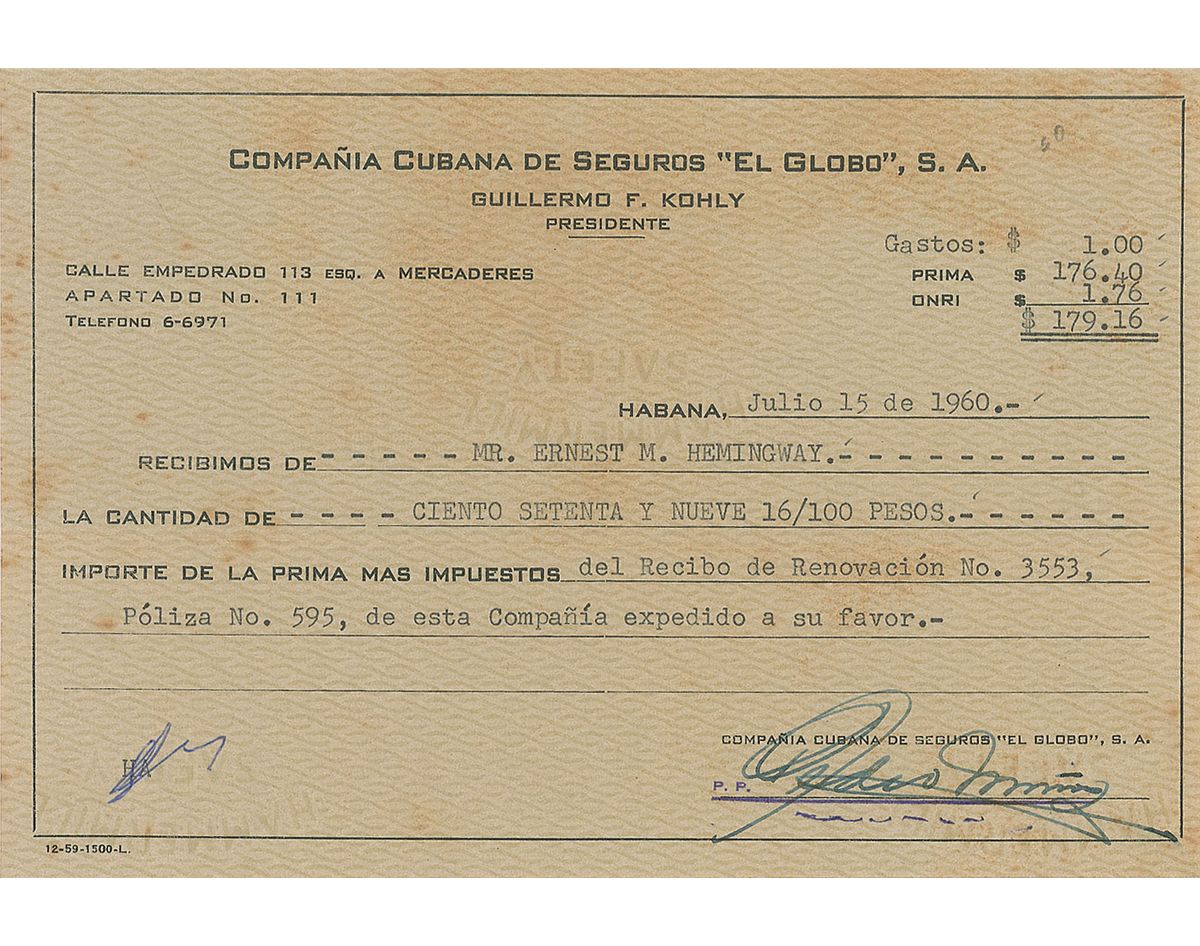 COMPAÑIA CUBANA DE SEGUROS "EL GLOBO", S. A.
GUILLERMO F. KOHLY
PRESIDENTE
Gastos: $ 1.00
CALLE EMPEDRADO 113 ESQ. A MERCADERES
PRIMA $ 176.40
APARTADO No. 111
ONRI $ 1.76
TELEFONO 6-6971
$ 179.16
HABANA, Julio 15 de 1960.-
RECIBIMOS DE - - - - - MR. ERNEST M. HEMINGWAY.- - - - - - - - - - -
LA CANTIDAD DE - - - - CIENTO SETENTA Y NUEVE 16/100 PESOS.- - - - - - -
IMPORTE DE LA PRIMA MAS IMPUESTOS del Recibo de Renovación No. 3553,
Póliza No. 595, de esta Compañía expedido a su favor.-
COMPAÑIA CUBANA DE SEGUROS "EL GLOBO", S. A.
HA
P. P.
12-59-1500-L.